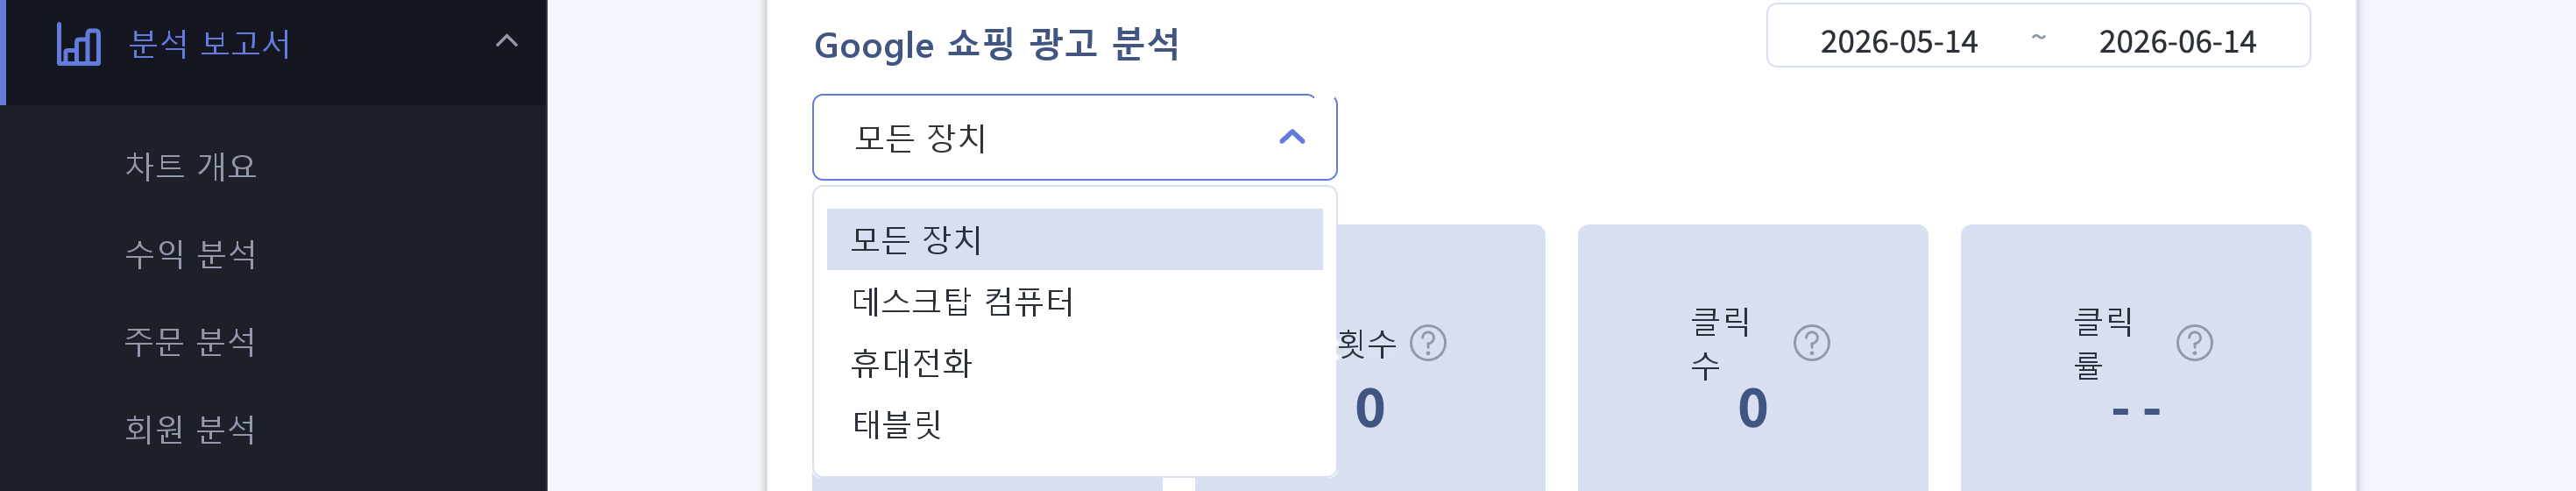 분석 보고서
차트 개요
수익 분석
주문 분석
회원 분석
Google 쇼핑 광고 분석
2026-05-14 ~ 2026-06-14
모든 장치
모든 장치
데스크탑 컴퓨터
휴대전화
태블릿
횟수
0
클릭
수
0
클릭
률
--